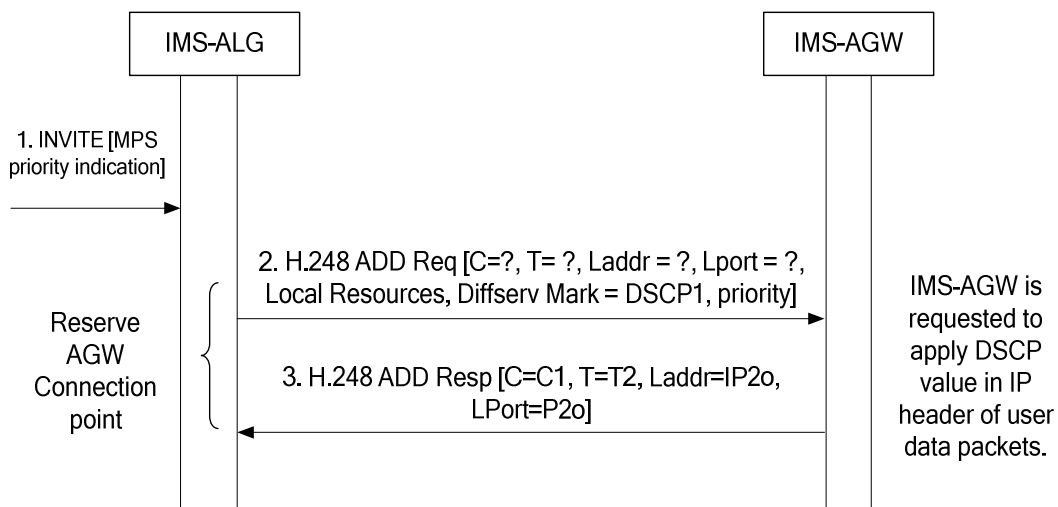 IMS-ALG
IMS-AGW
1. INVITE [MPS
priority indication]
2. H.248 ADD Req [C=?, T= ?, Laddr = ?, Lport = ?,
Local Resources, Diffserv Mark = DSCP1, priority]
Reserve
AGW
Connection
point
3. H.248 ADD Resp [C=C1, T=T2, Laddr=IP2o,
LPort=P2o]
IMS-AGW is
requested to
apply DSCP
value in IP
header of user
data packets.